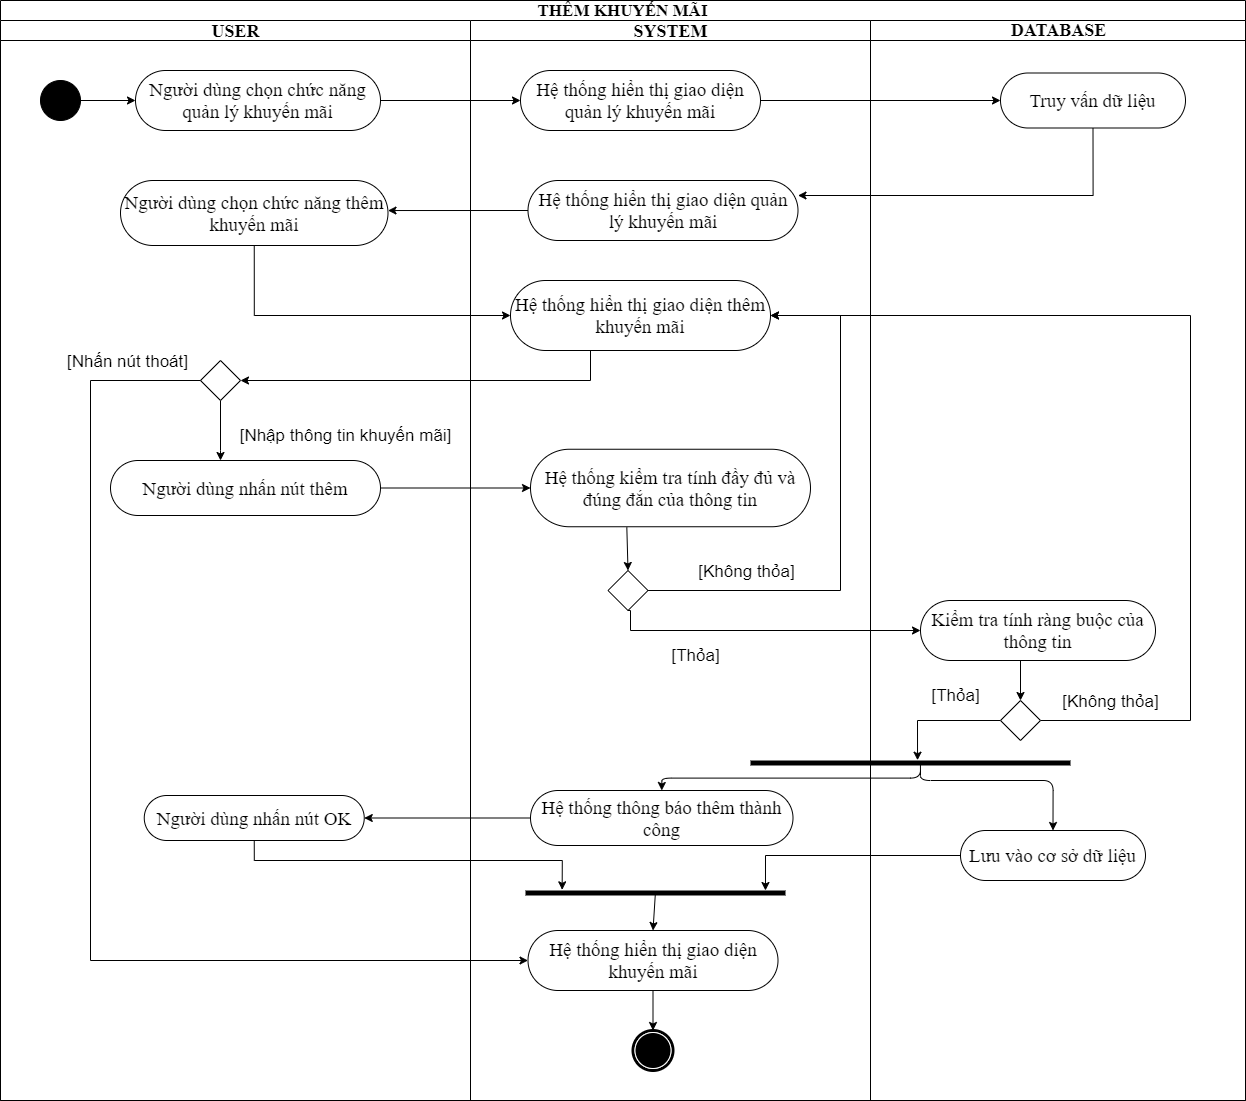 THÊM KHUYẾN MÃI
USER
SYSTEM
DATABASE
Người dùng chọn chức năng
quản lý khuyến mãi
Hệ thống hiển thị giao diện
quản lý khuyến mãi
Truy vấn dữ liệu
Người dùng chọn chức năng thêm
khuyến mãi
Hệ thống hiển thị giao diện quản
lý khuyến mãi
Hệ thống hiển thị giao diện thêm
khuyến mãi
[Nhấn nút thoát]
[Nhập thông tin khuyến mãi]
Người dùng nhấn nút thêm
Hệ thống kiểm tra tính đầy đủ và
đúng đắn của thông tin
[Không thỏa]
[Thỏa]
Kiểm tra tính ràng buộc của
thông tin
[Thỏa]
[Không thỏa]
Người dùng nhấn nút OK
Hệ thống thông báo thêm thành
công
Lưu vào cơ sở dữ liệu
Hệ thống hiển thị giao diện
khuyến mãi